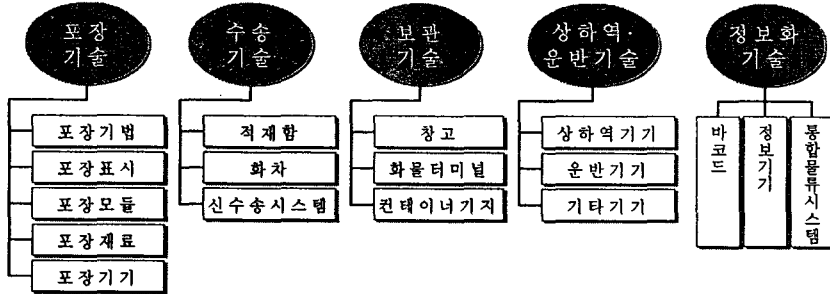 포장
기술
포장기법
포장표시
포장모듈
포장재료
포장기기
수송
기술
적재함
화차
신수송시스템
보관
기술
창고
화물터미널
컨테이너기지
상하역·
운반기술
상하역기기
운반기기
기타기기
정보화
기술
바코드
정보기기
통합물류시스템